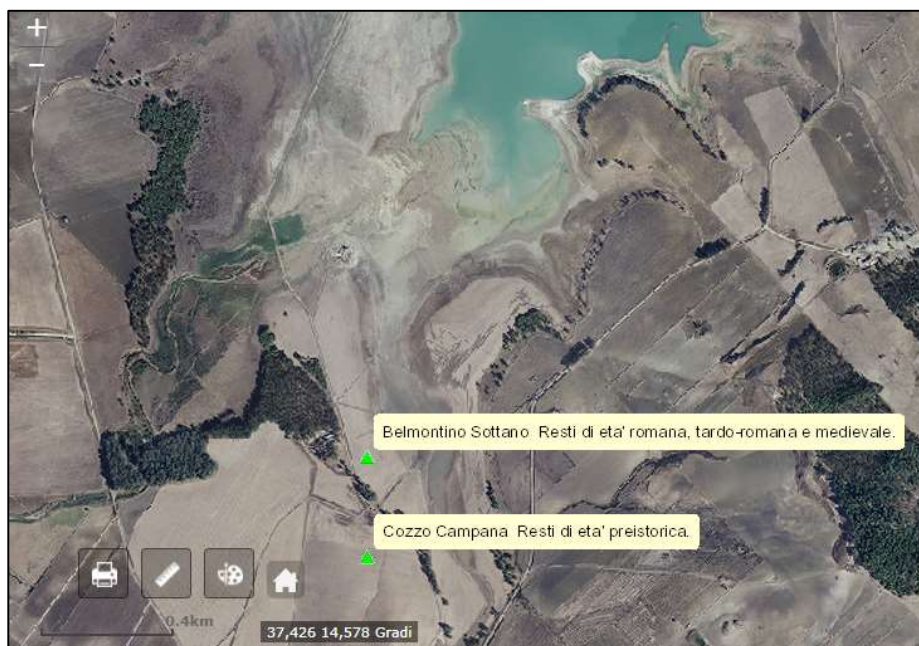 +
−
Belmontino Sottano Resti di eta' romana, tardo-romana e medievale.
Cozzo Campana Resti di eta' preistorica.
0.4km
37,426 14,578 Gradi